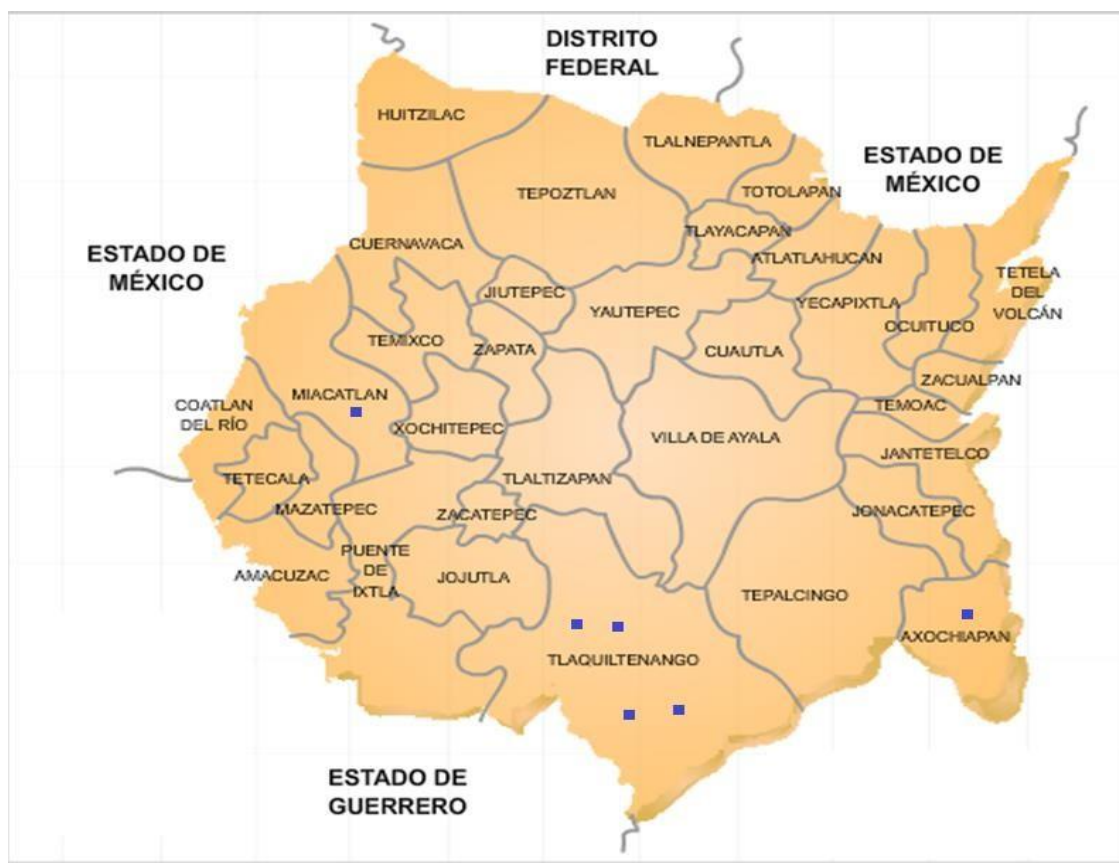 DISTRITO
FEDERAL
HUITZILAC
TLALNEPANTLA
ESTADO DE
MÉXICO
TEPOZTLAN
TOTOLAPAN
TLAYACAPAN
CUERNAVACA
ESTADO DE
MÉXICO
ATLATLAHUCAN
TETELA
DEL
VOLCÁN
JIUTEPEC
YECAPIXTLA
YAUTEPEC
OCUITUCO
TEMIXCO
ZAPATA
CUAUTLA
ZACUALPAN
MIACATLAN
COATLAN
DEL RÍO
TEMOAC
XOCHITEPEC
VILLA DE AYALA
JANTETELCO
TETECALA
TLALTIZAPAN
MAZATEPEC
ZACATEPEC
JONACATEPEC
PUENTE
DE
IXTLA
AMACUZAC
JOJUTLA
TEPALCINGO
AXOCHIAPAN
TLAQUILTENANGO
ESTADO DE
GUERRERO